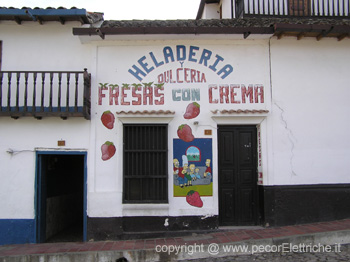 HELADERIA
DULCERIA
FRESAS CON CREMA
copyright @ www.pecorElettriche.it